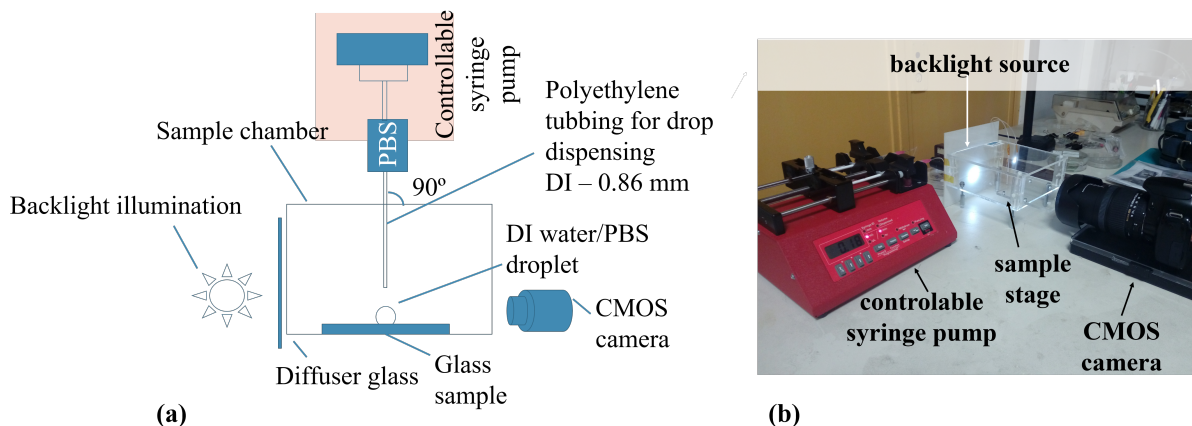 Controllable
syringe
pump
PBS
Sample chamber
Polyethylene
tubbing for drop
dispensing
DI – 0.86 mm
90º
Backlight illumination
DI water/PBS
droplet
CMOS
camera
Glass
sample
Diffuser glass
(a)
backlight source
sample
stage
controlable
syringe pump
CMOS
camera
(b)